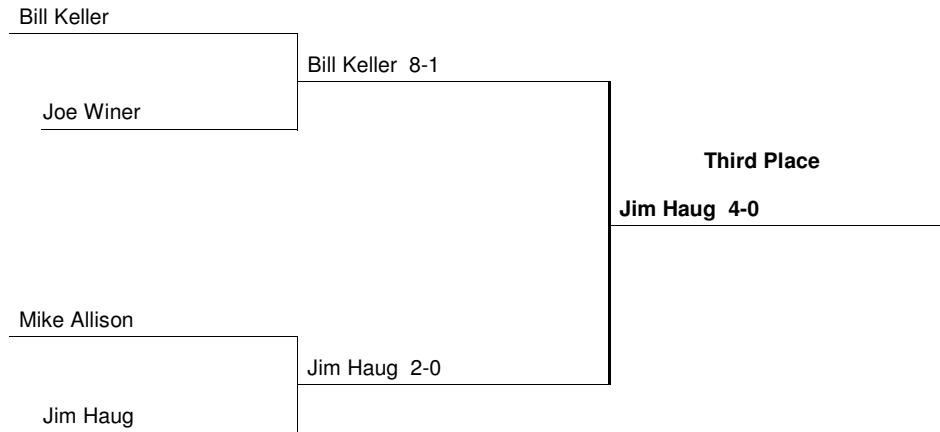 Bill Keller
Bill Keller 8-1
Joe Winer
Third Place
Jim Haug 4-0
Mike Allison
Jim Haug 2-0
Jim Haug